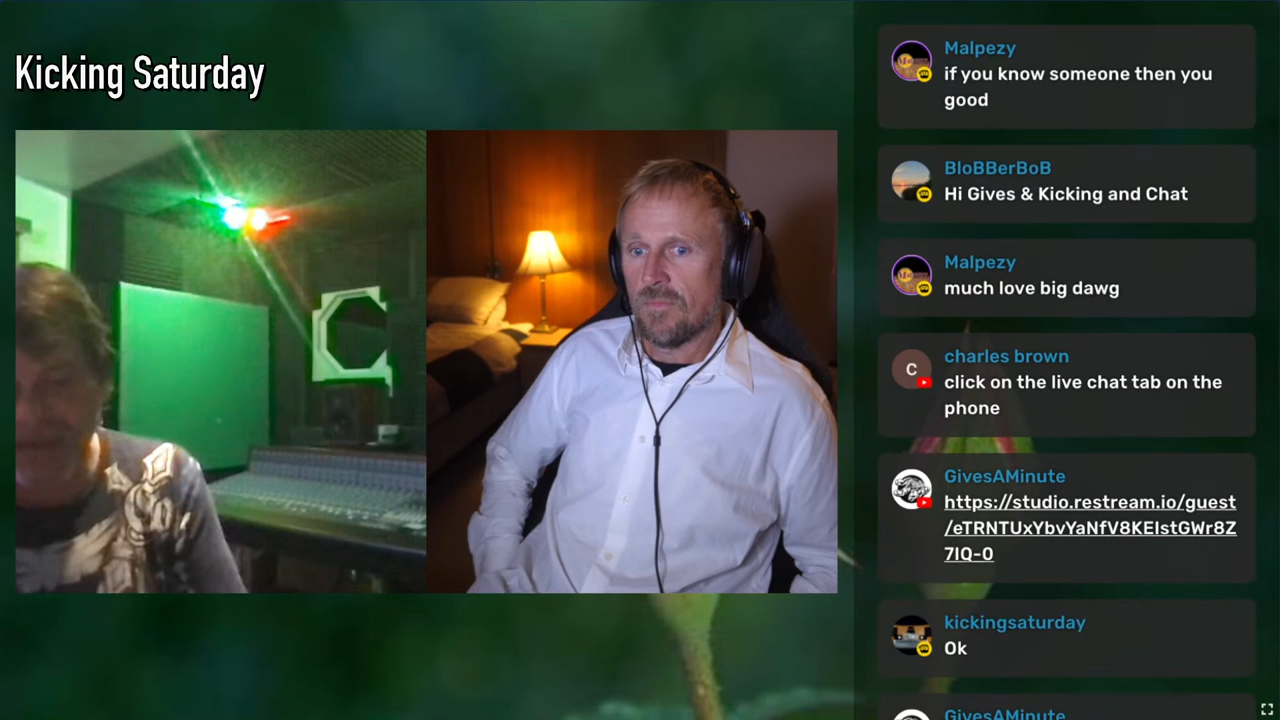 Kicking Saturday
Malpezy
if you know someone then you
good
BloBBerBoB
Hi Gives & Kicking and Chat
Malpezy
much love big dawg
charles brown
click on the live chat tab on the
phone
C
GivesAMinute
https://studio.restream.io/guest
/eTRNTUxYbvYaNfV8KEIstGWr8Z
7IQ-0
kickingsaturday
Ok
GivesAMinute